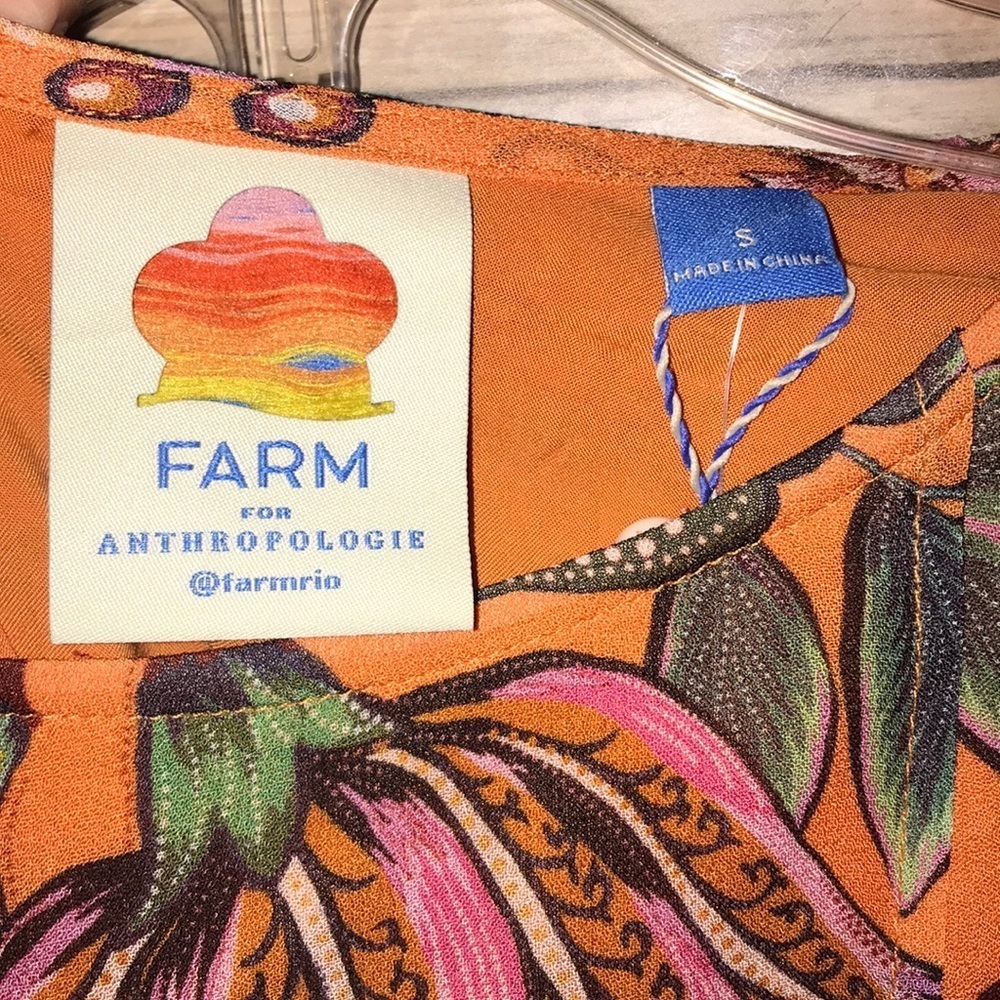 FARM
FOR
ANTHROPOLOGIE
@farmrio
S
MADE IN CHINA